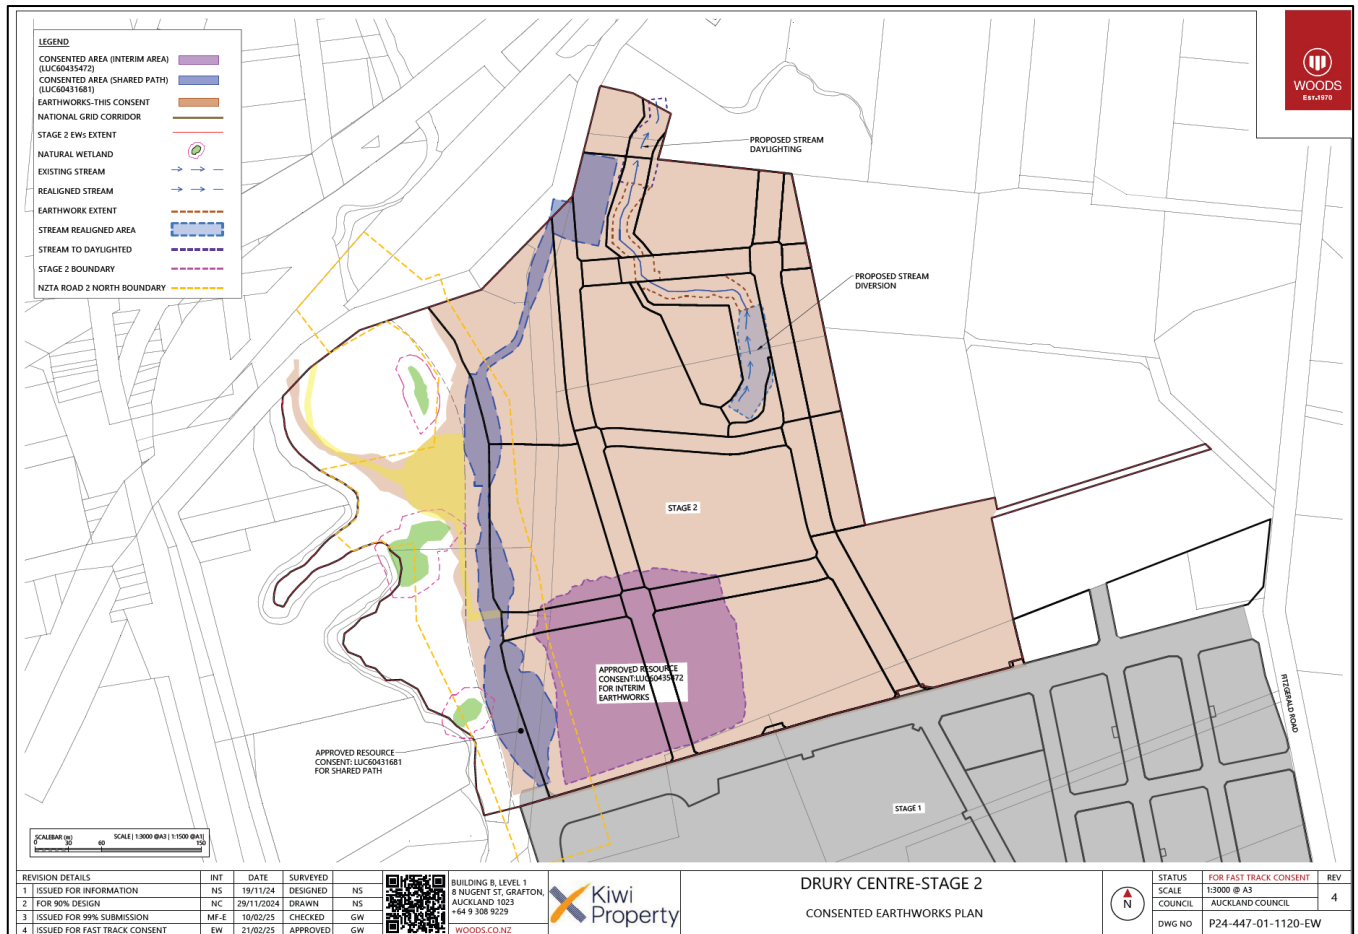 LEGEND
CONSENTED AREA (INTERIM AREA)
(LUC60435472)
CONSENTED AREA (SHARED PATH)
(LUC60431681)
EARTHWORKS-THIS CONSENT
NATIONAL GRID CORRIDOR
STAGE 2 EWs EXTENT
NATURAL WETLAND
EXISTING STREAM
REALIGNED STREAM
EARTHWORK EXTENT
STREAM REALIGNED AREA
STREAM TO DAYLIGHTED
STAGE 2 BOUNDARY
NZTA ROAD 2 NORTH BOUNDARY
WOODS
Est.1970
PROPOSED STREAM
DAYLIGHTING
PROPOSED STREAM
DIVERSION
STAGE 2
APPROVED RESOURCE
CONSENT:LUC60435472
FOR INTERIM
EARTHWORKS
APPROVED RESOURCE
CONSENT: LUC60431681
FOR SHARED PATH
STAGE 1
FITZGERALD ROAD
SCALEBAR (m) SCALE | 1:3000 @A3 | 1:1500 @A1|
0 30 60 150
REVISION DETAILS INT DATE SURVEYED
1 ISSUED FOR INFORMATION NS 19/11/24 DESIGNED NS
2 FOR 90% DESIGN NC 29/11/2024 DRAWN NS
3 ISSUED FOR 99% SUBMISSION MF-E 10/02/25 CHECKED GW
4 ISSUED FOR FAST TRACK CONSENT EW 21/02/25 APPROVED GW
BUILDING B, LEVEL 1
8 NUGENT ST, GRAFTON,
AUCKLAND 1023
+64 9 308 9229
WOODS.CO.NZ
Kiwi
Property
DRURY CENTRE-STAGE 2
CONSENTED EARTHWORKS PLAN
N
STATUS FOR FAST TRACK CONSENT REV
SCALE 1:3000 @ A3 4
COUNCIL AUCKLAND COUNCIL
DWG NO P24-447-01-1120-EW